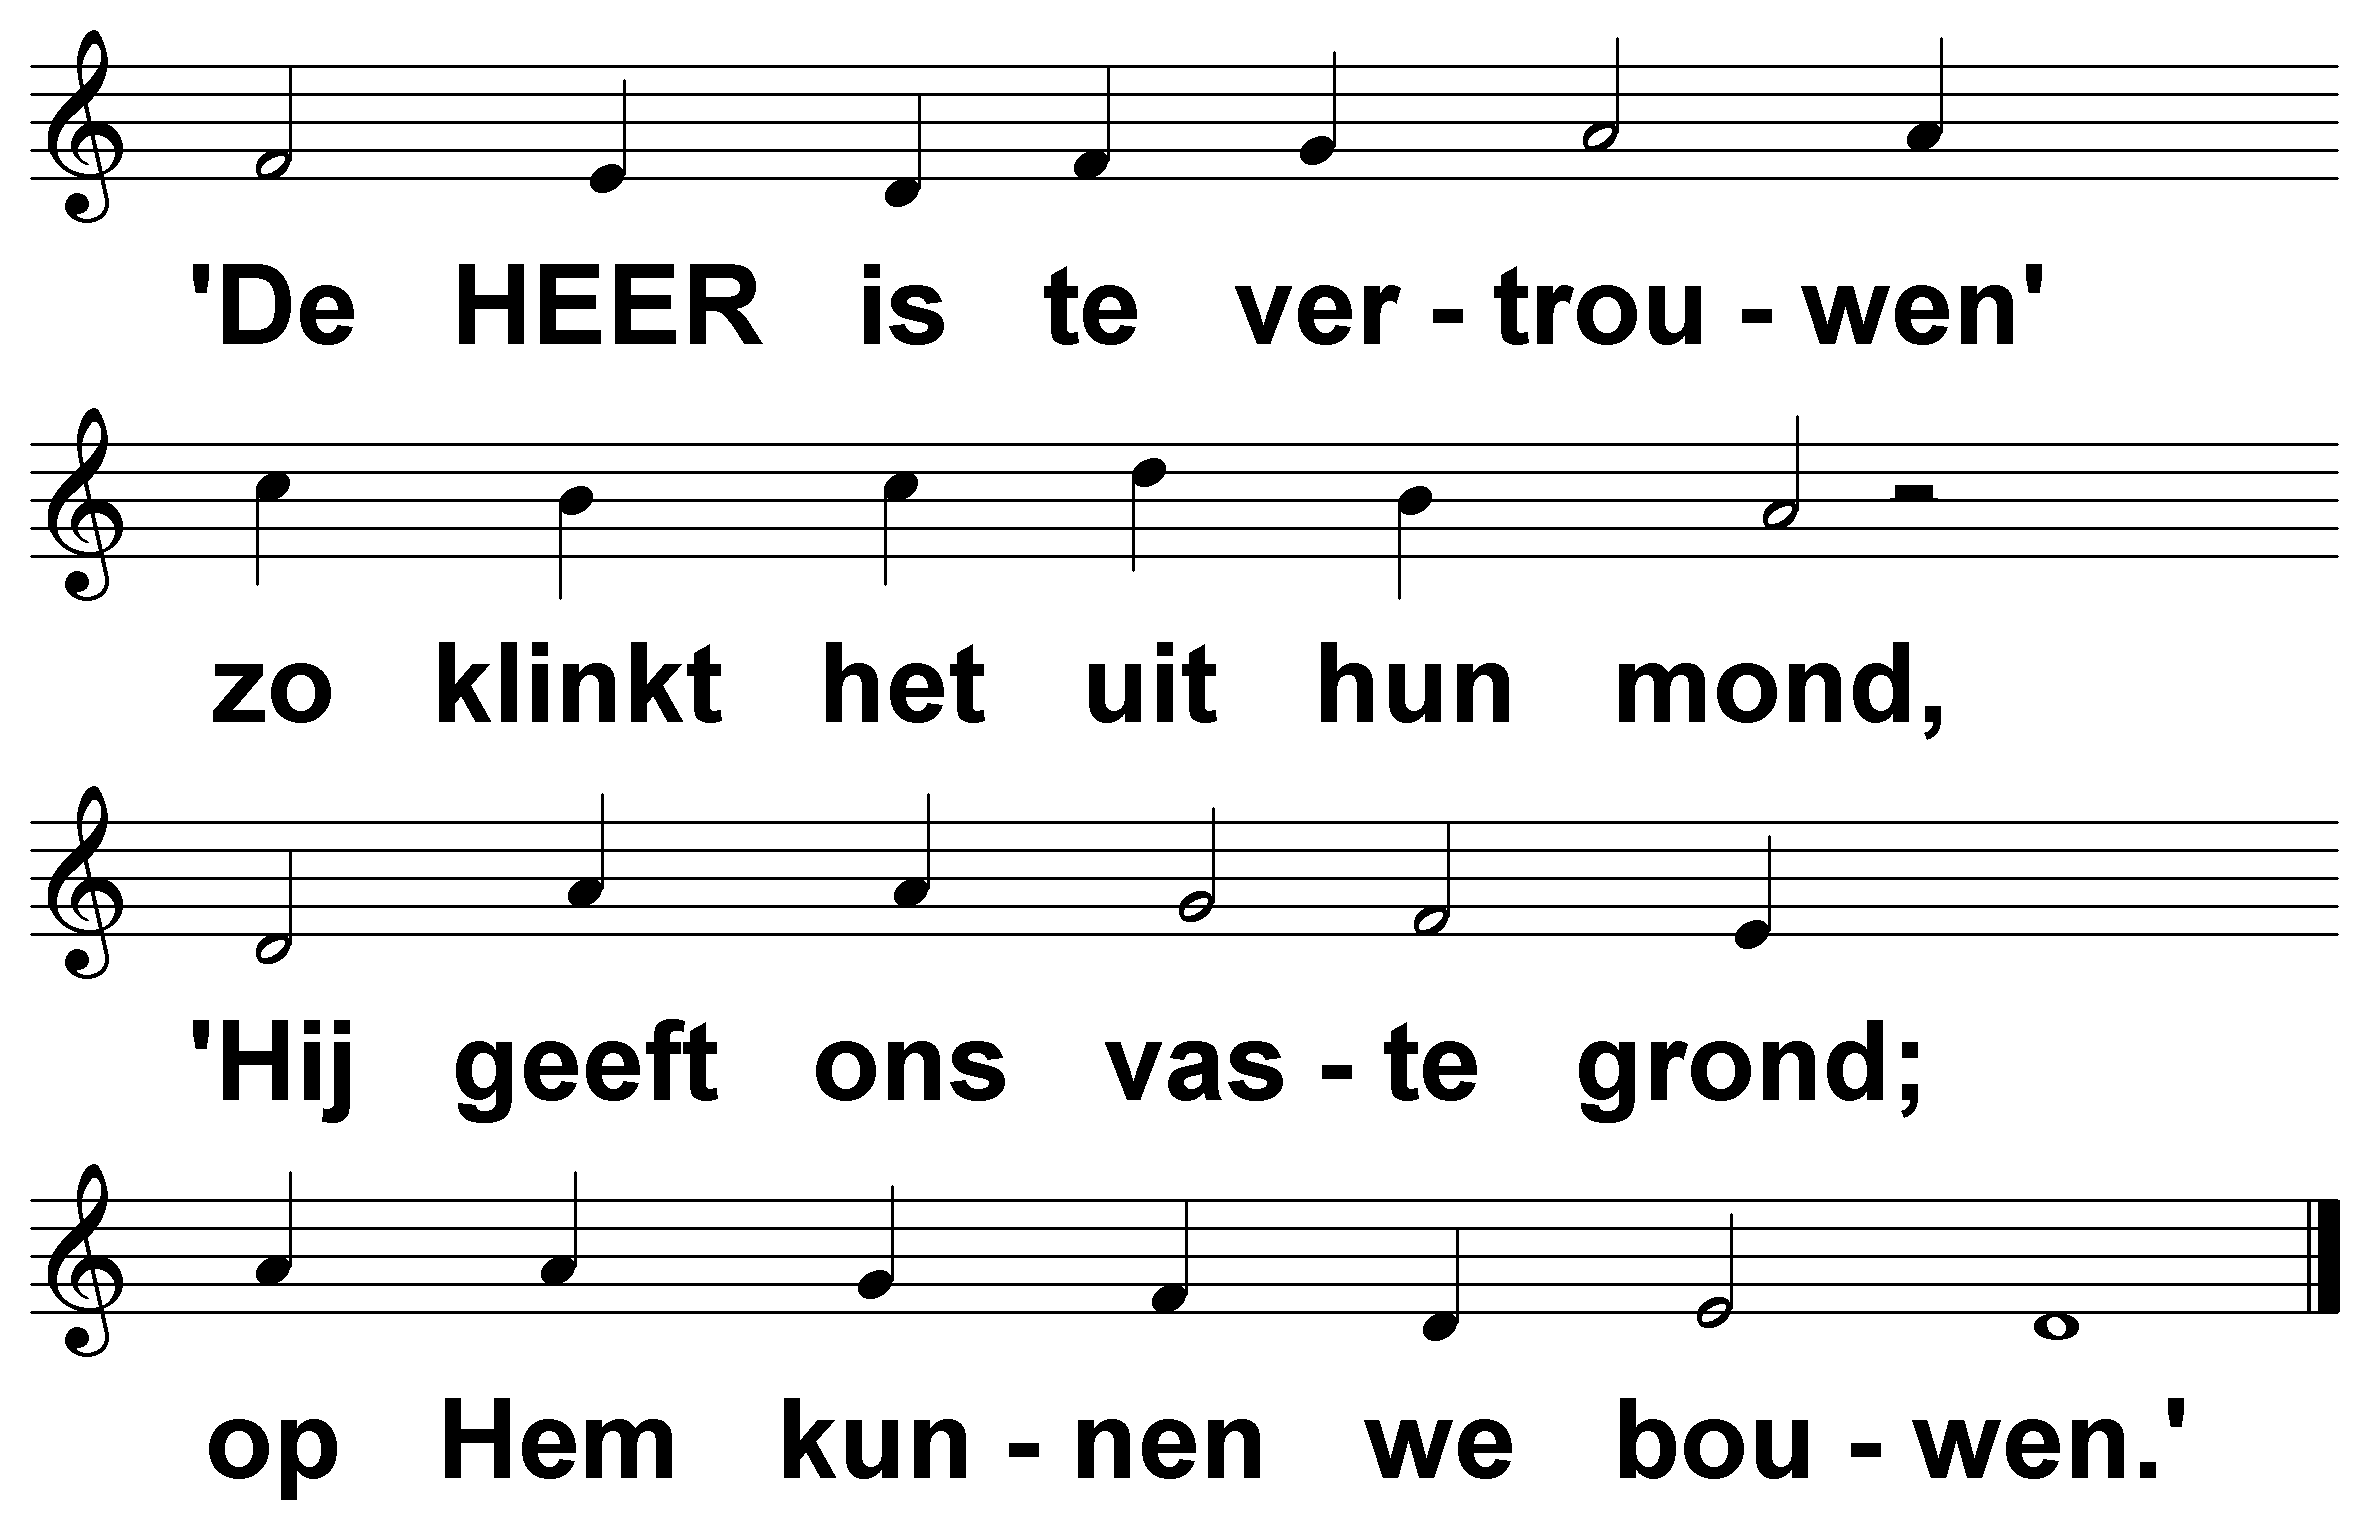 'De HEER is te ver - trou - wen'
zo klinkt het uit hun mond,
'Hij geeft ons vas - te grond;
op Hem kun - nen we bou - wen.'